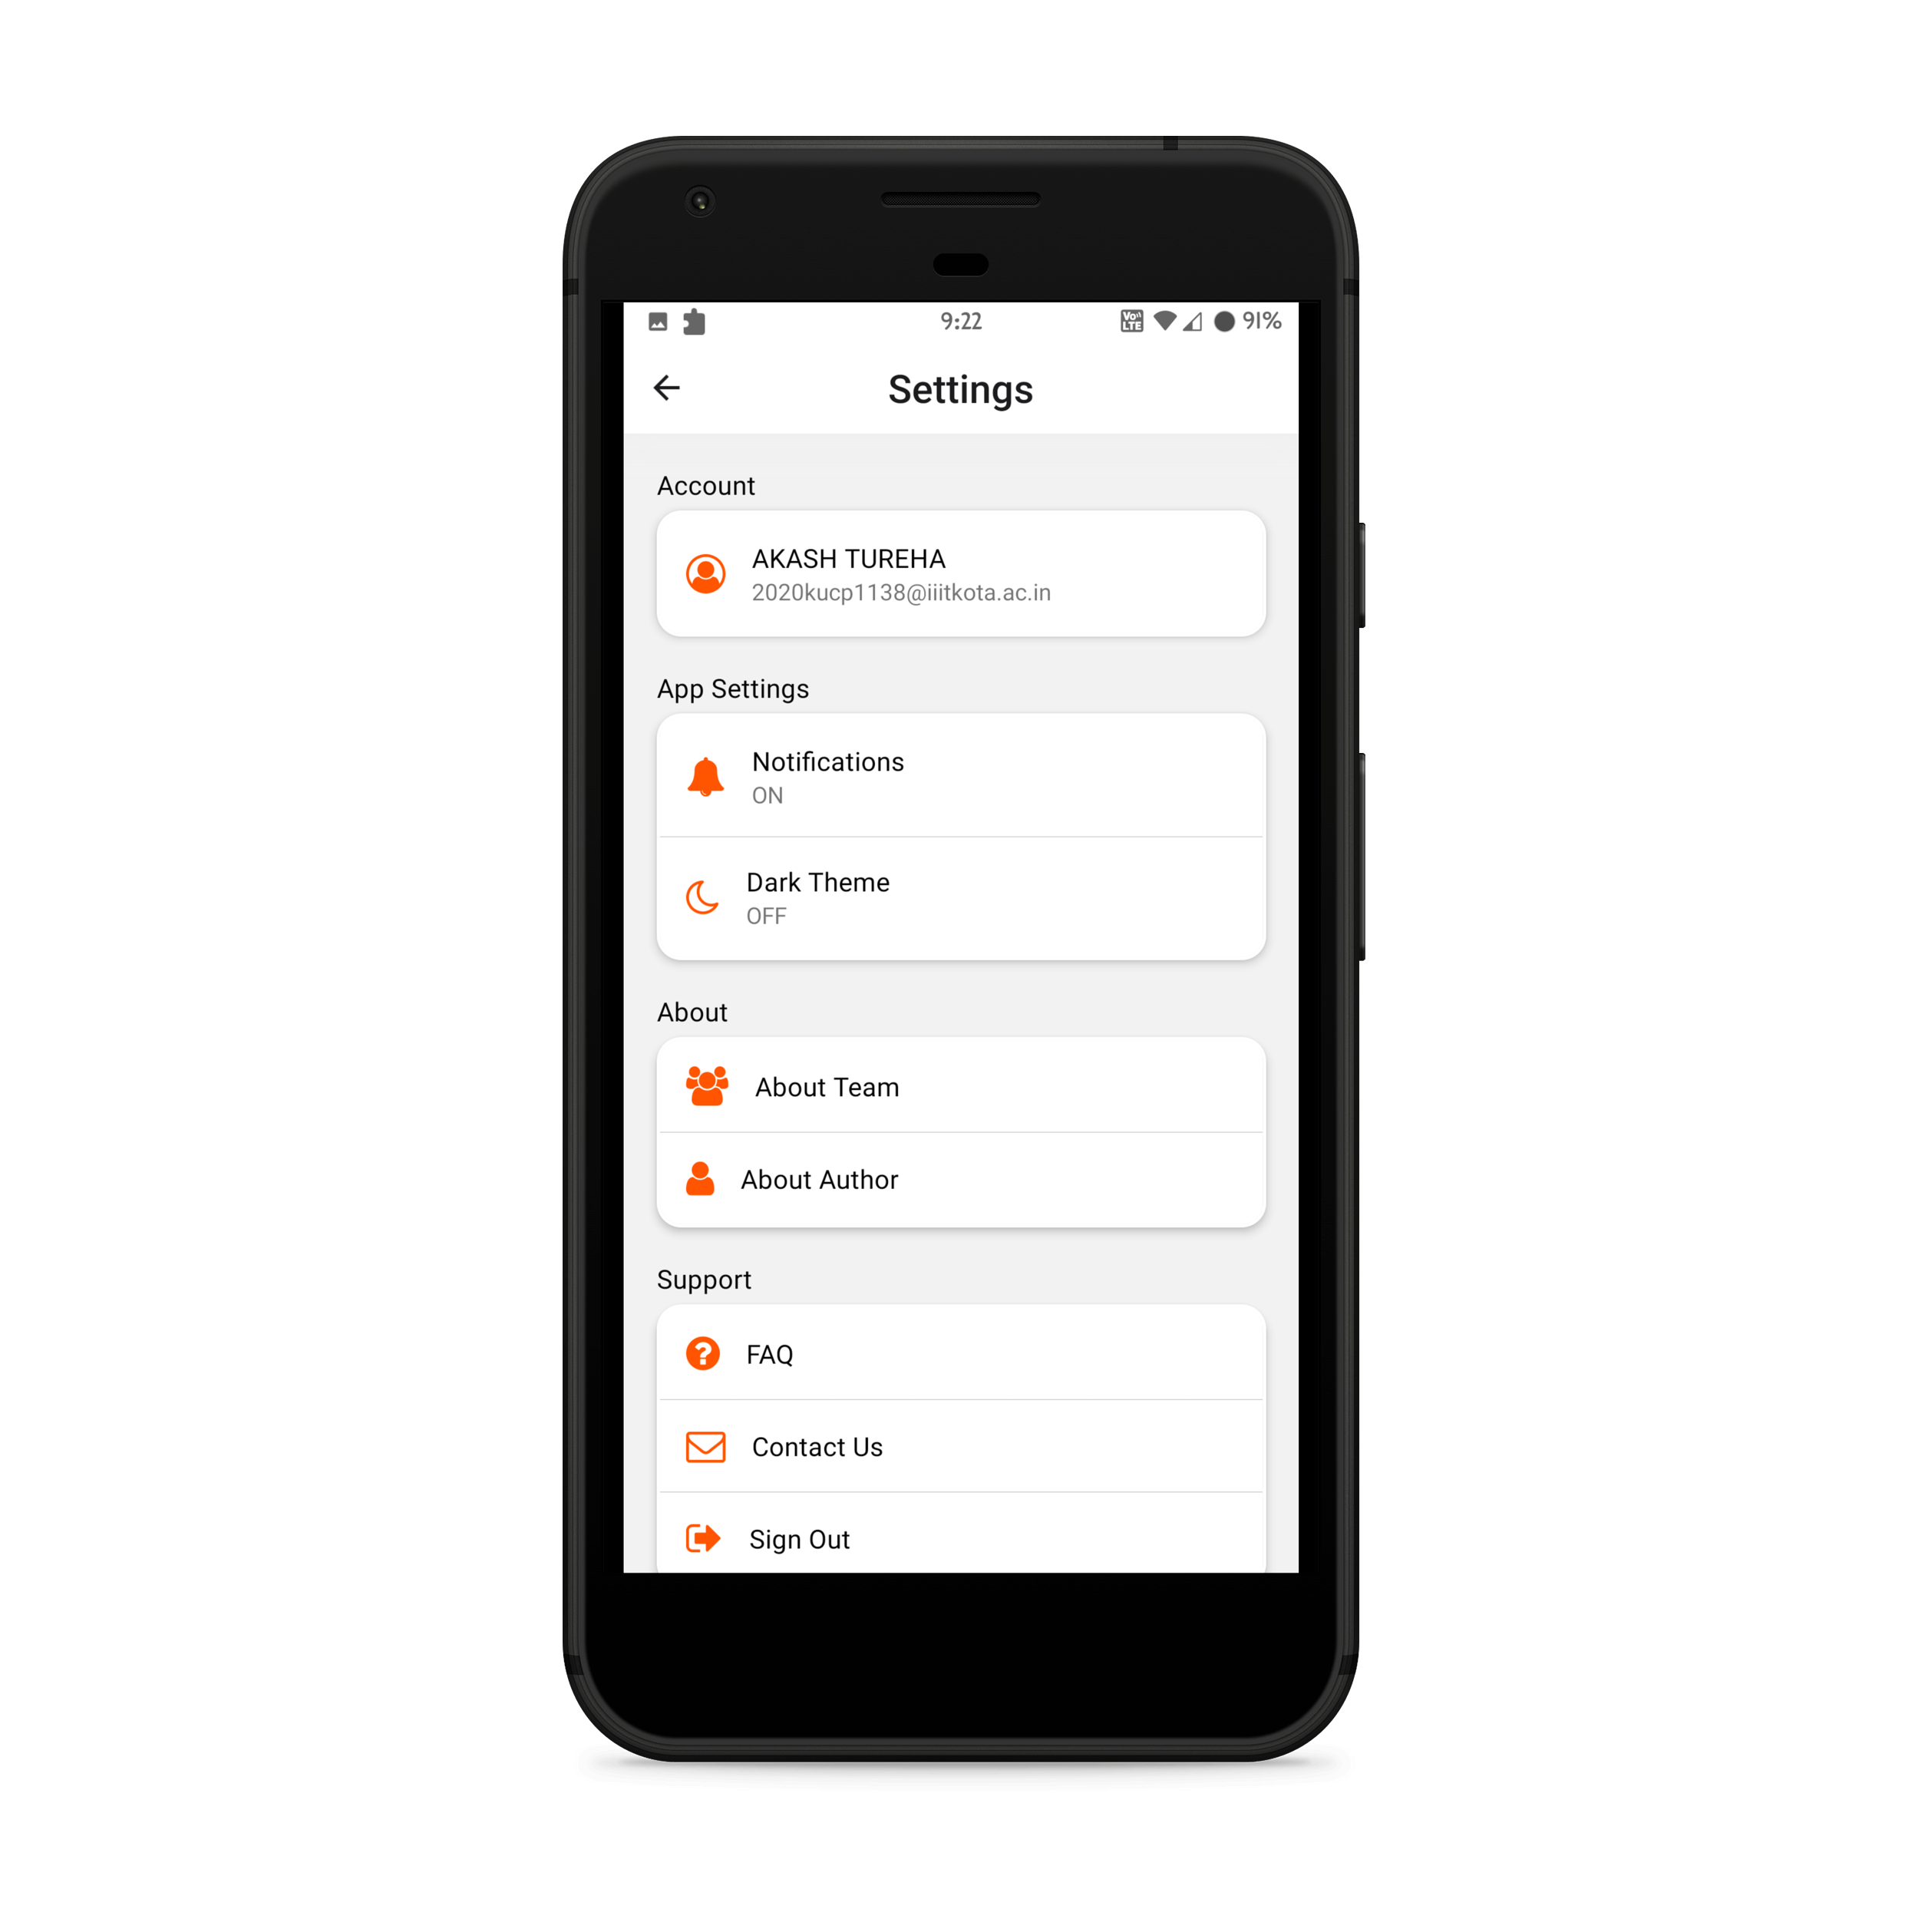 9:22
Vo)) LTE
91%
Settings
Account
AKASH TUREHA
2020kucp1138@iiitkota.ac.in
App Settings
Notifications
ON
Dark Theme
OFF
About
About Team
About Author
Support
FAQ
Contact Us
Sign Out